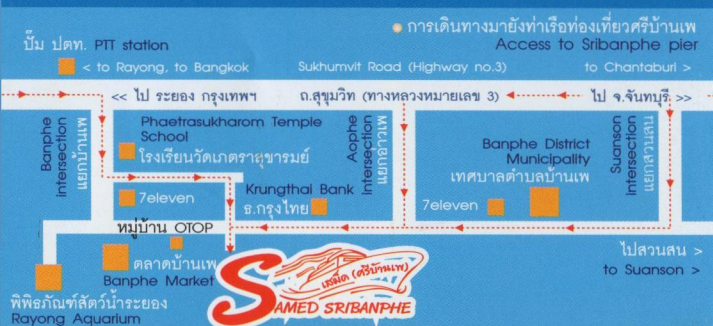 การเดินทางมายังท่าเรือท่องเที่ยวศรีบ้านเพ
Access to Sribanphe pier
ปั๊ม ปตท. PTT station
< to Rayong, to Bangkok
Sukhumvit Road (Highway no.3)
to Chantaburi >
<< ไป ระยอง กรุงเทพฯ
ถ.สุขุมวิท (ทางหลวงหมายเลข 3)
ไป จ.จันทบุรี >>
Banphe
intersection
แยกบ้านเพ
Phaetrasukharom Temple
School
โรงเรียนวัดเภตราสุขารมย์
7eleven
Krungthai Bank
ธ.กรุงไทย
Aophe
intersection
แยกอ่าวเพ
Banphe District
Municipality
เทศบาลตำบลบ้านเพ
7eleven
Suanson
intersection
แยกสวนสน
หมู่บ้าน OTOP
ตลาดบ้านเพ
Banphe Market
พิพิธภัณฑ์สัตว์น้ำระยอง
Rayong Aquarium
เสม็ด (ศรีบ้านเพ)
SAMED SRIBANPHE
ไปสวนสน >
to Suanson >